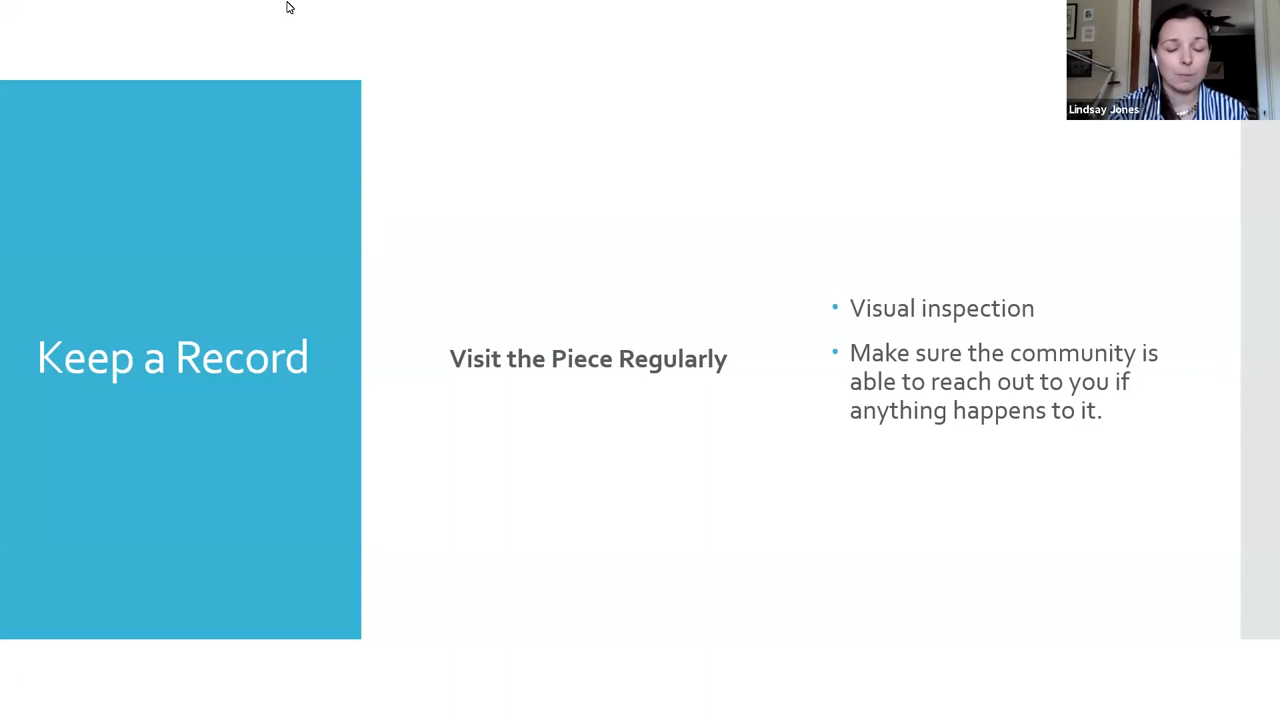 Lindsay Jones
Keep a Record
Visit the Piece Regularly
• Visual inspection
• Make sure the community is
able to reach out to you if
anything happens to it.